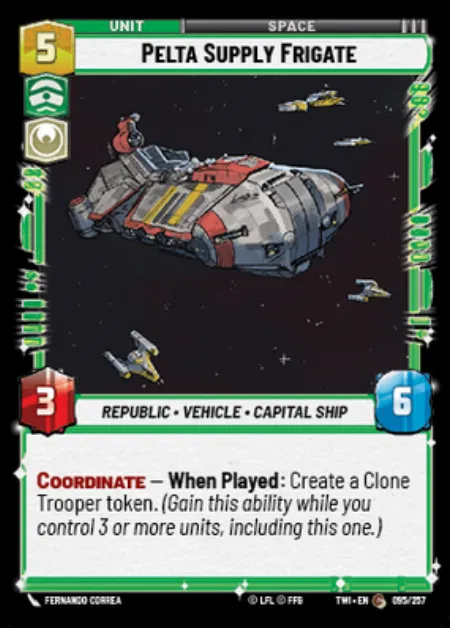 UNIT
SPACE
5
PELTA SUPPLY FRIGATE
3
REPUBLIC • VEHICLE • CAPITAL SHIP
6
COORDINATE — When Played: Create a Clone
Trooper token. (Gain this ability while you
control 3 or more units, including this one.)
FERNANDO CORREA
© LFL © FFG
TWI • EN
095/257